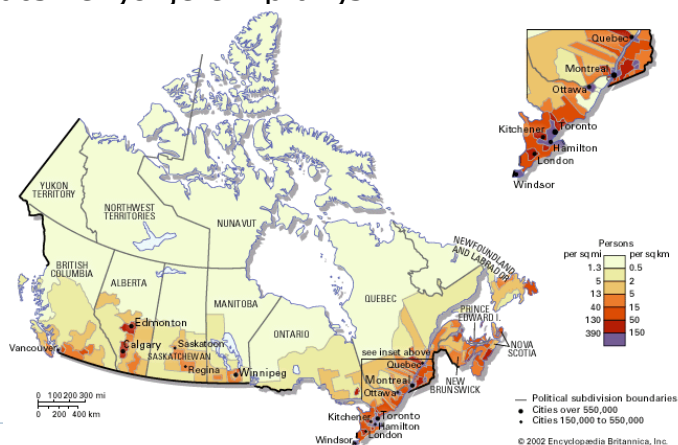 Quebec
Montreal
Ottawa
Kitchener
Toronto
Hamilton
London
Windsor
YUKON
TERRITORY
NORTHWEST
TERRITORIES
NUNAVUT
BRITISH
COLUMBIA
ALBERTA
MANITOBA
ONTARIO
QUEBEC
NEWFOUNDLAND
AND LABRADOR
PRINCE
EDWARD I.
NOVA
SCOTIA
NEW
BRUNSWICK
Edmonton
Calgary
Saskatoon
SASKATCHEWAN
Regina
Winnipeg
Vancouver
see inset above
Quebec
Montreal
Ottawa
Kitchener
Toronto
Hamilton
London
Windsor
Persons
per sq mi per sq km
1.3 0.5
5 2
13 5
40 15
130 50
390 150
0 100 200 300 mi
0 200 400 km
Political subdivision boundaries
Cities over 550,000
Cities 150,000 to 550,000
© 2002 Encyclopædia Britannica, Inc.